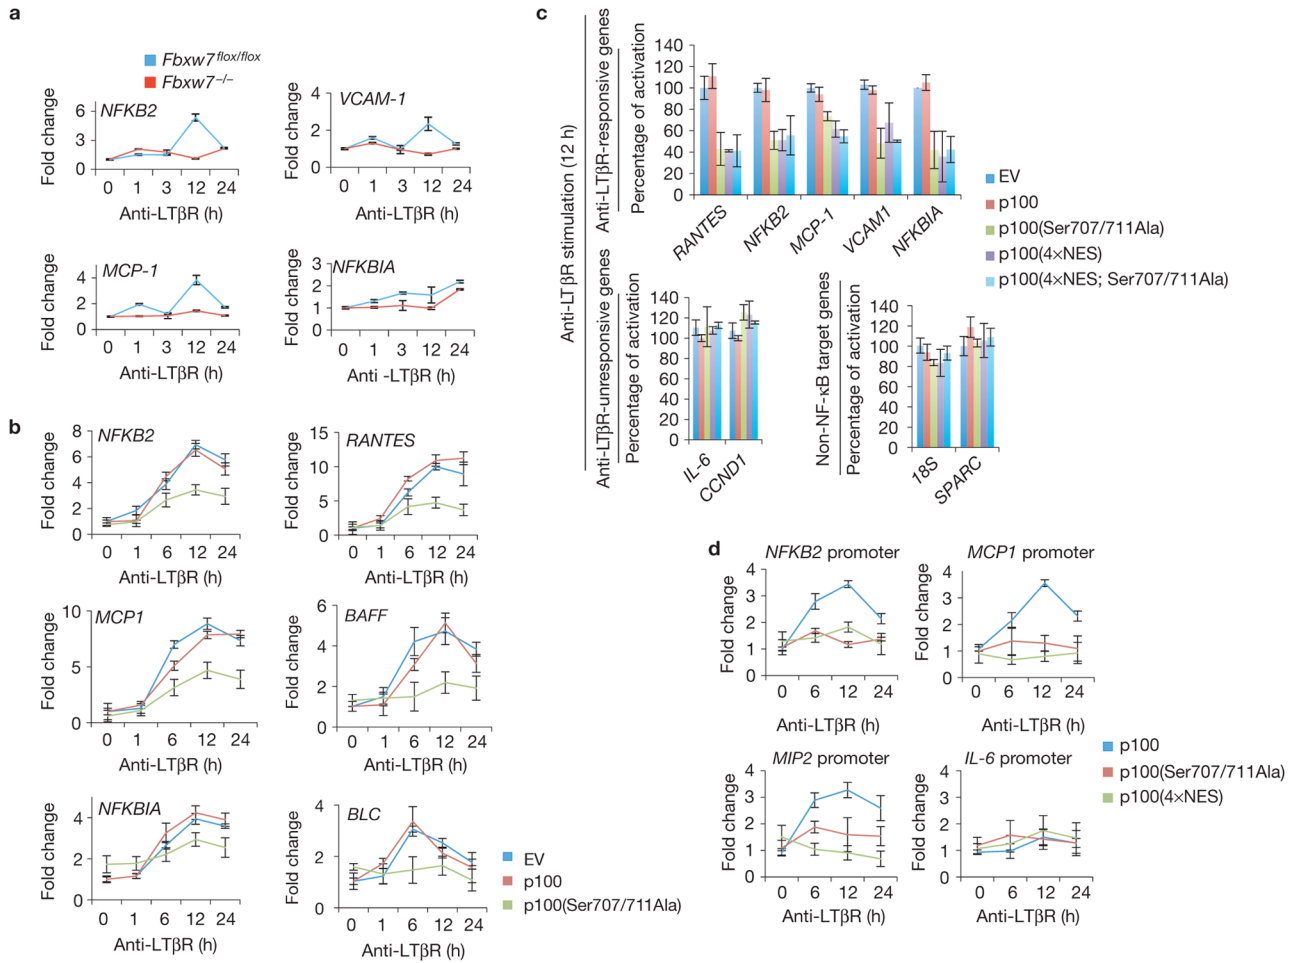 a
Fbxw7flox/flox
Fbxw7–/–
NFKB2
Fold change
6
3
0
0 1 3 12 24
Anti-LTβR (h)
VCAM-1
Fold change
4
2
0
0 1 3 12 24
Anti-LTβR (h)
MCP-1
Fold change
4
2
0
0 1 3 12 24
Anti-LTβR (h)
NFKBIA
Fold change
3
2
1
0
0 1 3 12 24
Anti -LTβR (h)
b
NFKB2
Fold change
8
6
4
2
0
0 1 6 12 24
Anti-LTβR (h)
RANTES
Fold change
15
10
5
0
0 1 6 12 24
Anti-LTβR (h)
MCP1
Fold change
10
5
0
0 1 6 12 24
Anti-LTβR (h)
BAFF
Fold change
6
4
2
0
0 1 6 12 24
Anti-LTβR (h)
NFKBIA
Fold change
4
2
0
0 1 6 12 24
Anti-LTβR (h)
BLC
Fold change
4
2
0
0 1 6 12 24
Anti-LTβR (h)
EV
p100
p100(Ser707/711Ala)
c
Anti-LTβR stimulation (12 h)
Anti-LTβR-responsive genes
Percentage of activation
140
120
100
80
60
40
20
0
RANTES
NFKB2
MCP-1
VCAM1
NFKBIA
EV
p100
p100(Ser707/711Ala)
p100(4×NES)
p100(4×NES; Ser707/711Ala)
Anti-LTβR-unresponsive genes
Percentage of activation
140
120
100
80
60
40
20
0
IL-6
CCND1
Non-NF-κB target genes
Percentage of activation
140
120
100
80
60
40
20
0
18S
SPARC
d
NFKB2 promoter
Fold change
4
3
2
1
0
0 6 12 24
Anti-LTβR (h)
MCP1 promoter
Fold change
4
3
2
1
0
0 6 12 24
Anti-LTβR (h)
MIP2 promoter
Fold change
4
3
2
1
0
0 6 12 24
Anti-LTβR (h)
IL-6 promoter
Fold change
4
3
2
1
0
0 6 12 24
Anti-LTβR (h)
p100
p100(Ser707/711Ala)
p100(4×NES)